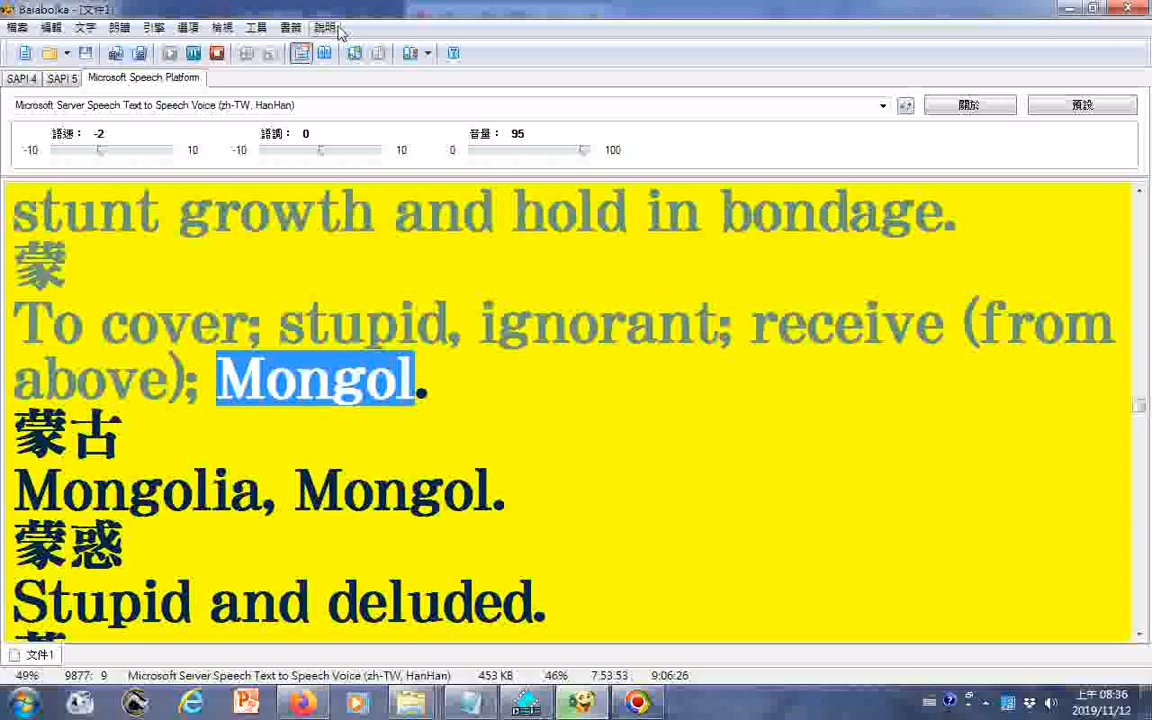 Balabolka - [文件1]
檔案 編輯 文字 朗讀 引擎 選項 檢視 工具 書籤 說明
SAPI 4 SAPI 5 Microsoft Speech Platform
Microsoft Server Speech Text to Speech Voice (zh-TW, HanHan) 關於 預設
語速： -2 語調： 0 音量： 95
-10 10 -10 10 0 100
stunt growth and hold in bondage.
蒙
To cover; stupid, ignorant; receive (from
above); Mongol.
蒙古
Mongolia, Mongol.
蒙惑
Stupid and deluded.
文件1
49% 9877: 9 Microsoft Server Speech Text to Speech Voice (zh-TW, HanHan) 453 KB 46% 7:53:53 9:06:26
上午 08:36
2019/11/12